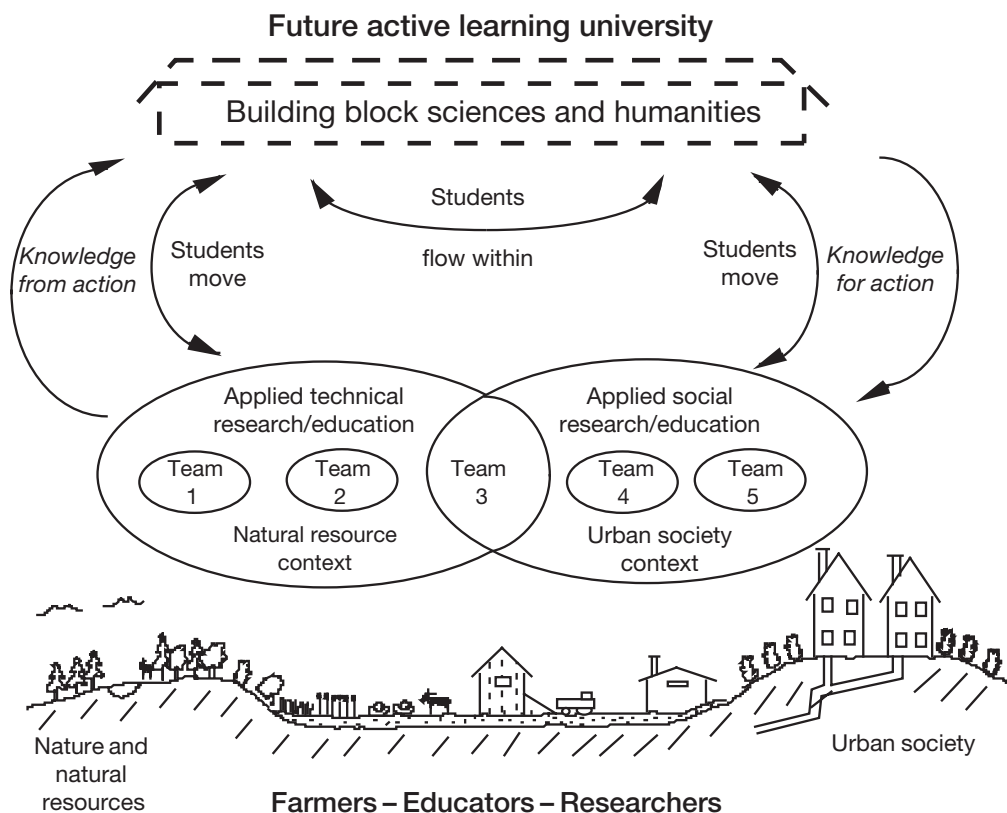 Future active learning university
Building block sciences and humanities
Students
flow within
Knowledge
from action
Students
move
Students
move
Knowledge
for action
Applied technical
research/education
Applied social
research/education
Team
1
Team
2
Team
3
Team
4
Team
5
Natural resource
context
Urban society
context
Nature and
natural
resources
Urban society
Farmers – Educators – Researchers